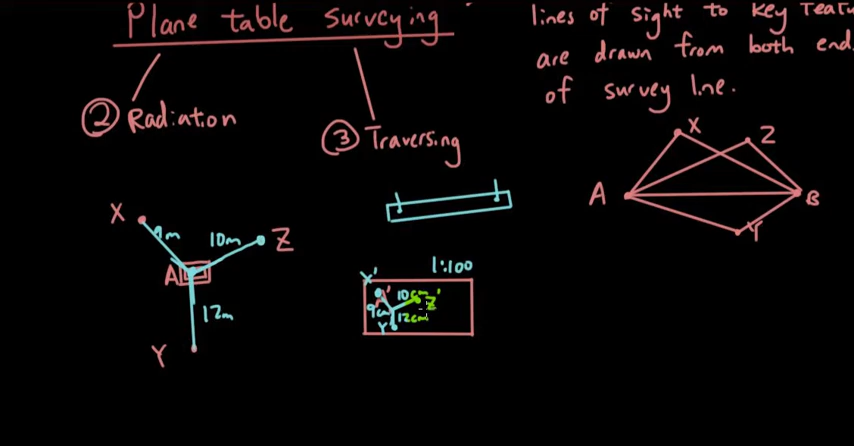 Plane table surveying
② Radiation
③ Traversing
lines of sight to key
are drawn from both end
of survey line.
X
Z
A
B
Y
X
9m
10m
Z
A
12m
Y
1:100
X'
A'
10cm
Z'
9cm
12cm
Y'